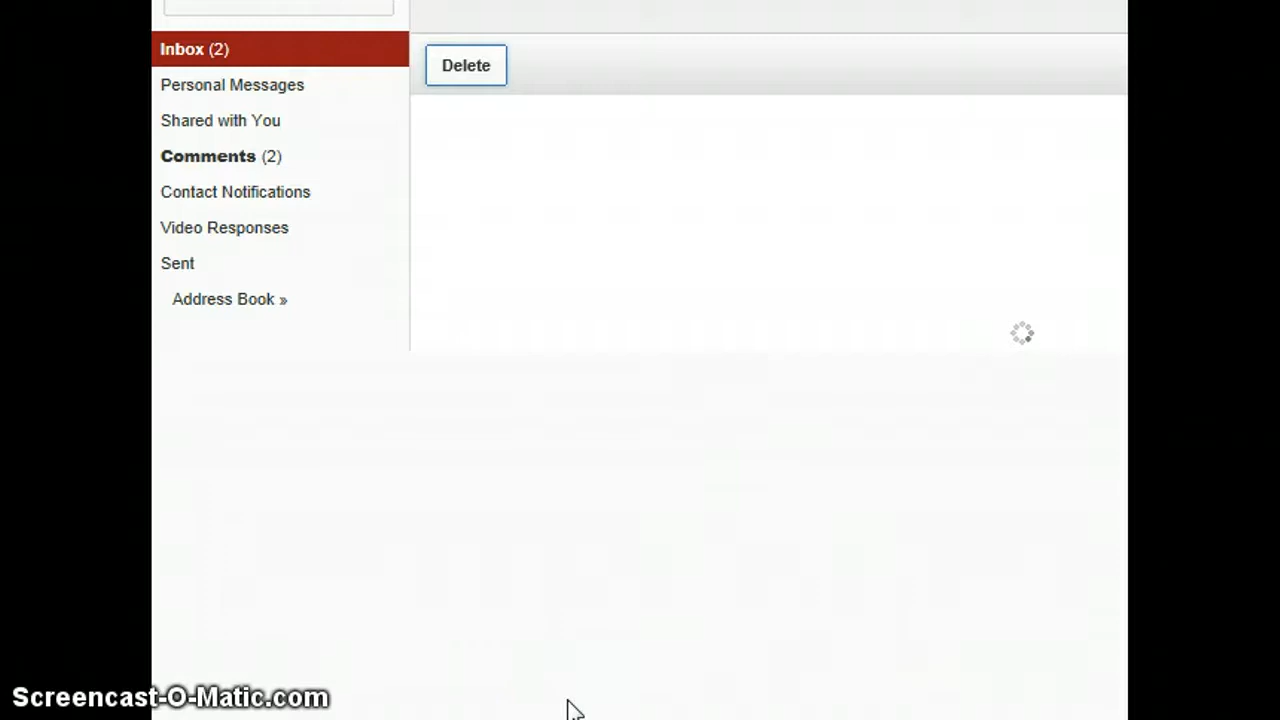 Inbox (2)
Delete
Personal Messages
Shared with You
Comments (2)
Contact Notifications
Video Responses
Sent
Address Book »
Screencast-O-Matic.com